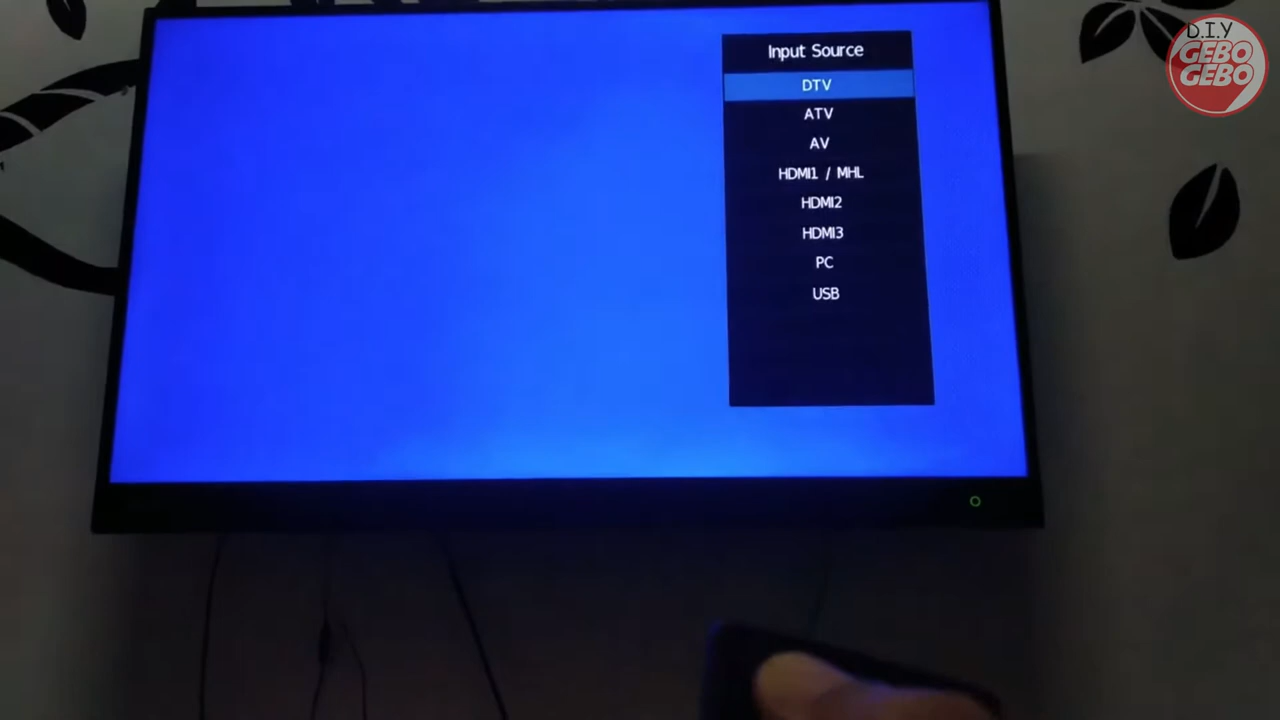 Input Source
DTV
ATV
AV
HDMI1 / MHL
HDMI2
HDMI3
PC
USB
D.I.Y
GEBO
GEBO